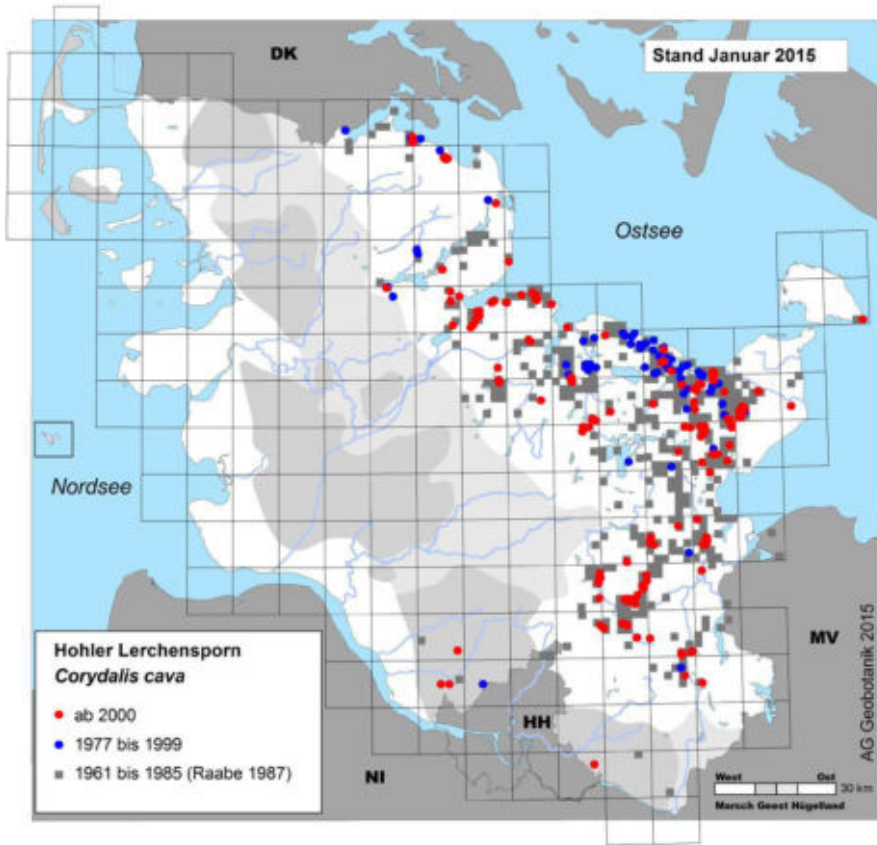 DK
Stand Januar 2015
Ostsee
Nordsee
MV
HH
NI
Hohler Lerchensporn
Corydalis cava
ab 2000
1977 bis 1999
1961 bis 1985 (Raabe 1987)
West Ost
30 km
Marsch Geest Hügelland
AG Geobotanik 2015